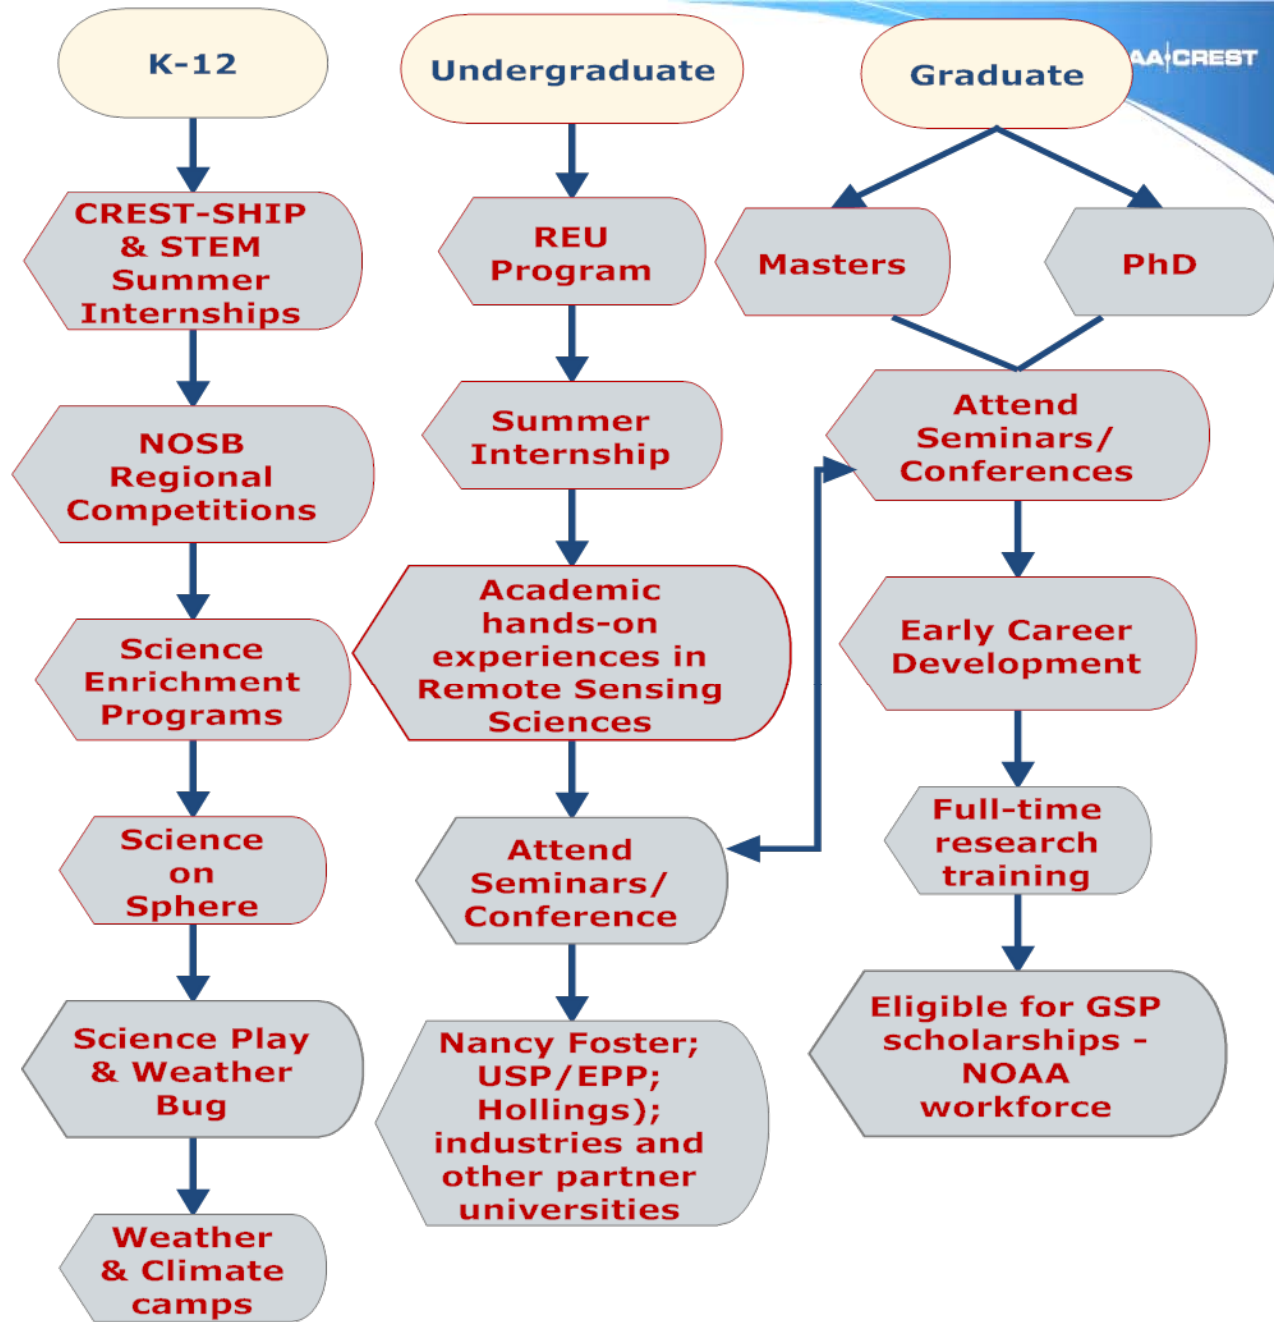 K-12
CREST-SHIP
& STEM
Summer
Internships
NOSB
Regional
Competitions
Science
Enrichment
Programs
Science
on
Sphere
Science Play
& Weather
Bug
Weather
& Climate
camps
Undergraduate
REU
Program
Summer
Internship
Academic
hands-on
experiences in
Remote Sensing
Sciences
Attend
Seminars/
Conference
Nancy Foster;
USP/EPP;
Hollings);
industries and
other partner
universities
Graduate
AA CREST
Masters
PhD
Attend
Seminars/
Conferences
Early Career
Development
Full-time
research
training
Eligible for GSP
scholarships -
NOAA
workforce